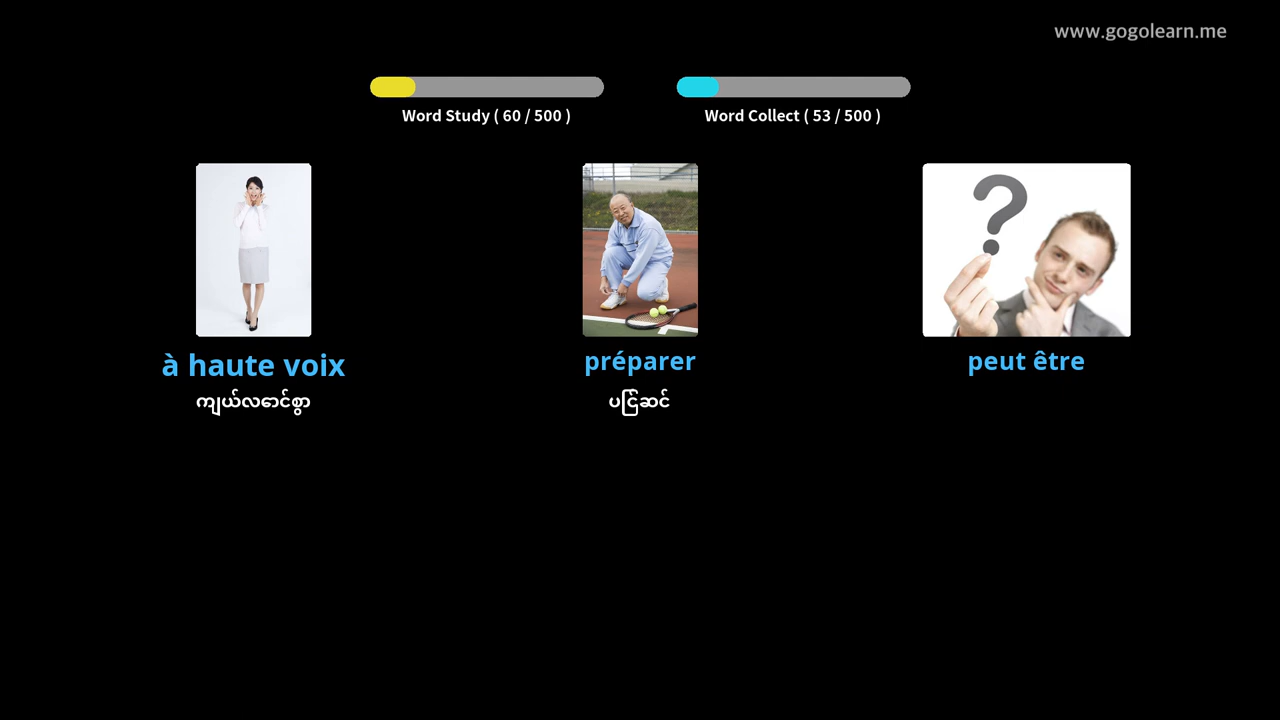 www.gogolearn.me
Word Study ( 60 / 500 )
Word Collect ( 53 / 500 )
à haute voix
ကျယ်လောင်စွာ
préparer
ပြင်ဆင်
peut être